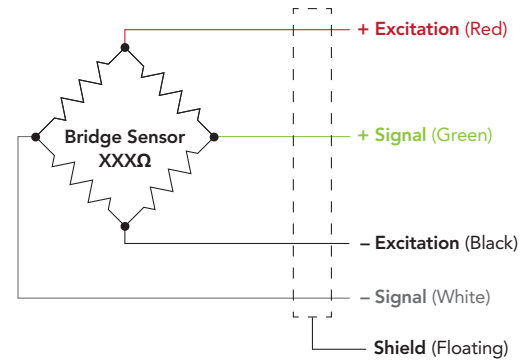 + Excitation (Red)
Bridge Sensor
XXXΩ
+ Signal (Green)
– Excitation (Black)
– Signal (White)
Shield (Floating)